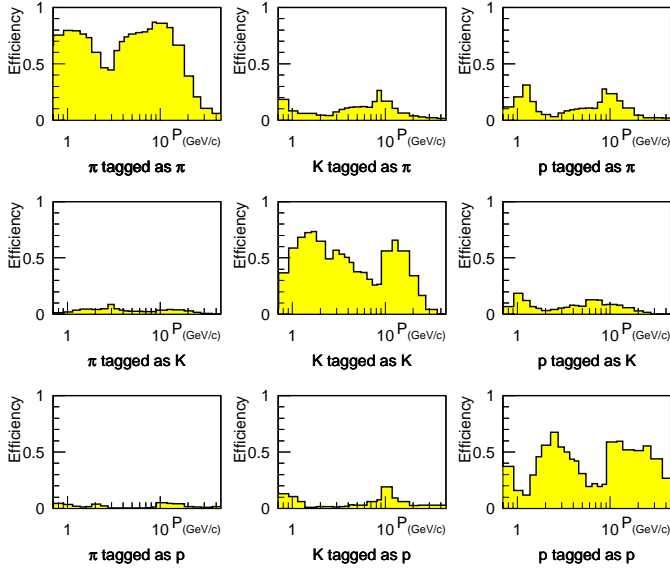 Efficiency
1
0.5
0
1
10
P (GeV/c)
π tagged as π
Efficiency
1
0.5
0
1
10
P (GeV/c)
K tagged as π
Efficiency
1
0.5
0
1
10
P (GeV/c)
p tagged as π
Efficiency
1
0.5
0
1
10
P (GeV/c)
π tagged as K
Efficiency
1
0.5
0
1
10
P (GeV/c)
K tagged as K
Efficiency
1
0.5
0
1
10
P (GeV/c)
p tagged as K
Efficiency
1
0.5
0
1
10
P (GeV/c)
π tagged as p
Efficiency
1
0.5
0
1
10
P (GeV/c)
K tagged as p
Efficiency
1
0.5
0
1
10
P (GeV/c)
p tagged as p